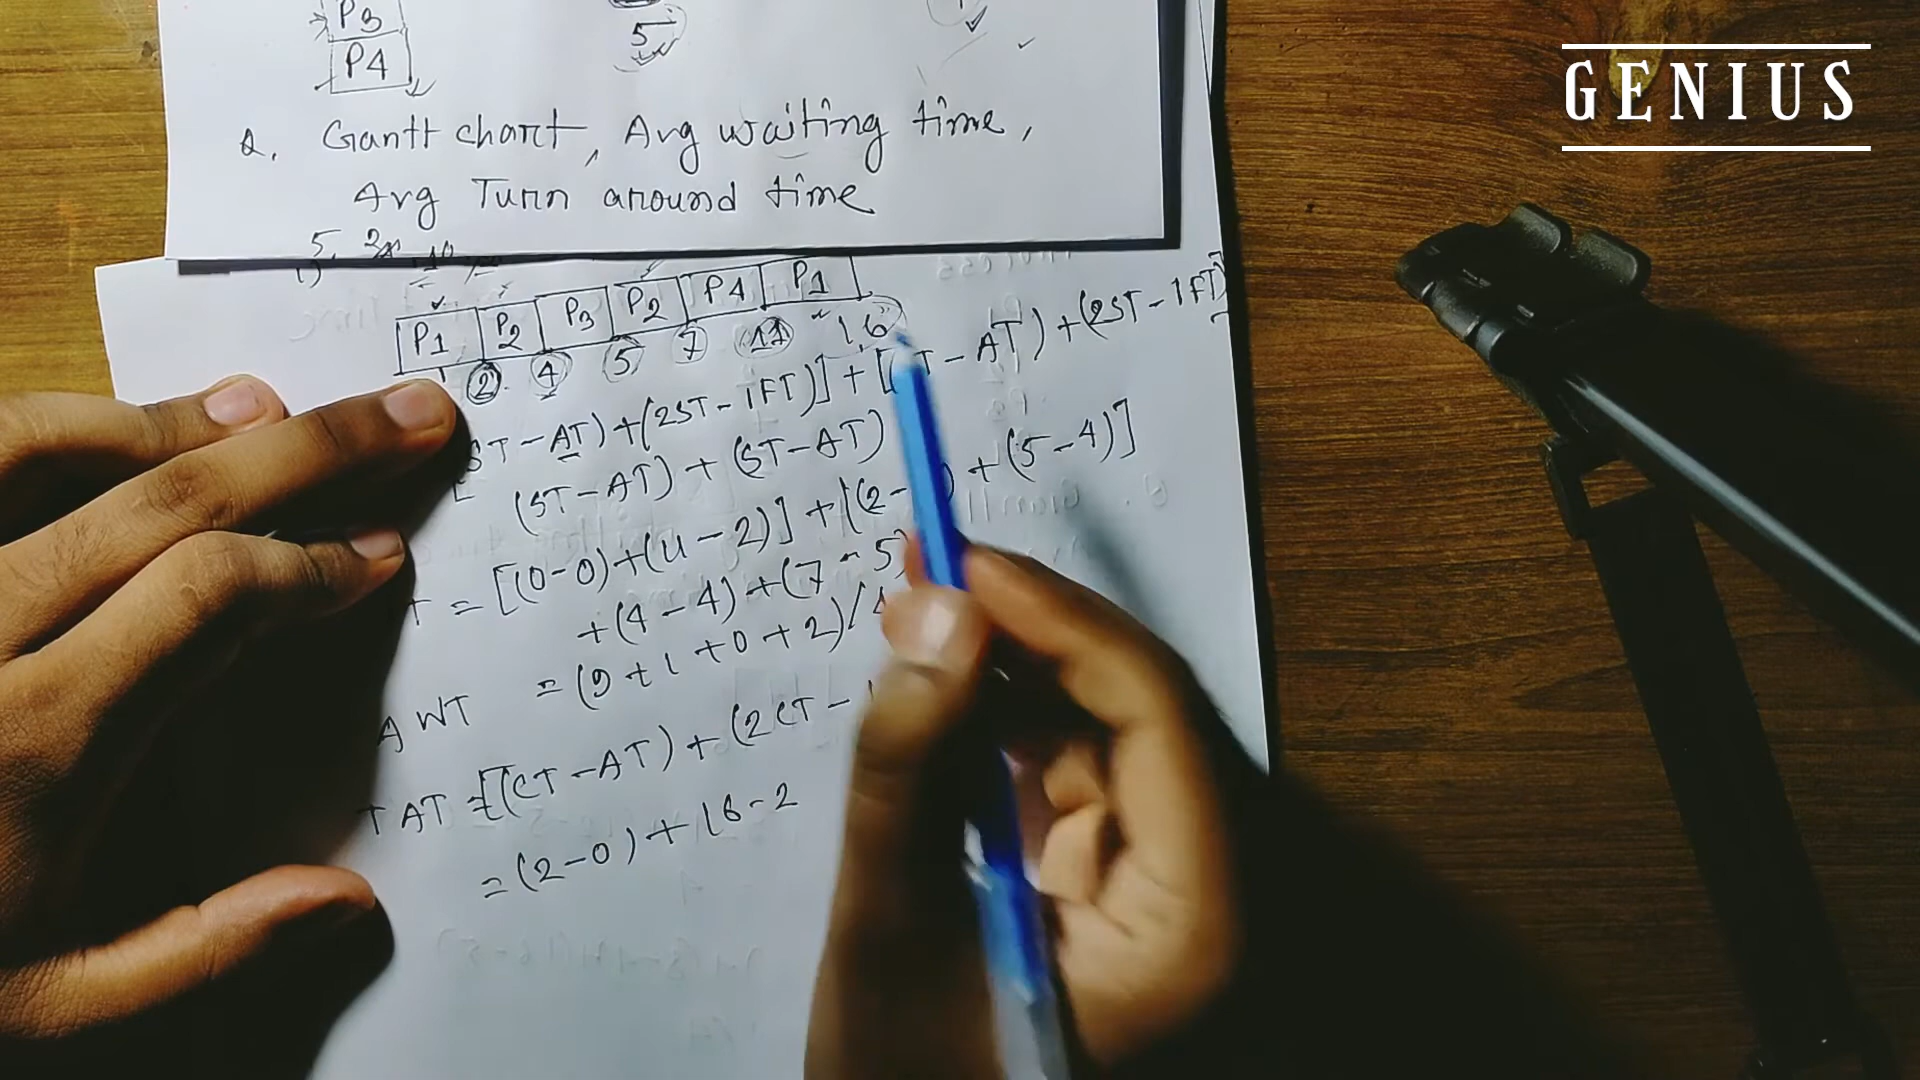 P3
P4
5
GENIUS
Q. Gantt chart, Avg waiting time,
Avg Turn around time
P1 P2 P3 P2 P4 P1
2 4 5 7 11 16
ST - AT) + (2ST - 1FT)] + [ T - AT) + (2ST - 1FT)
(ST - AT) + (ST - AT)
T = [(0-0) + (11 - 2)] + [(2- ) + (5-4)]
+ (4-4) + (7-5)
= (9 + 1 + 0 + 2)/4
AWT
TAT = [(CT - AT) + (2CT -
= (2-0) + 16-2